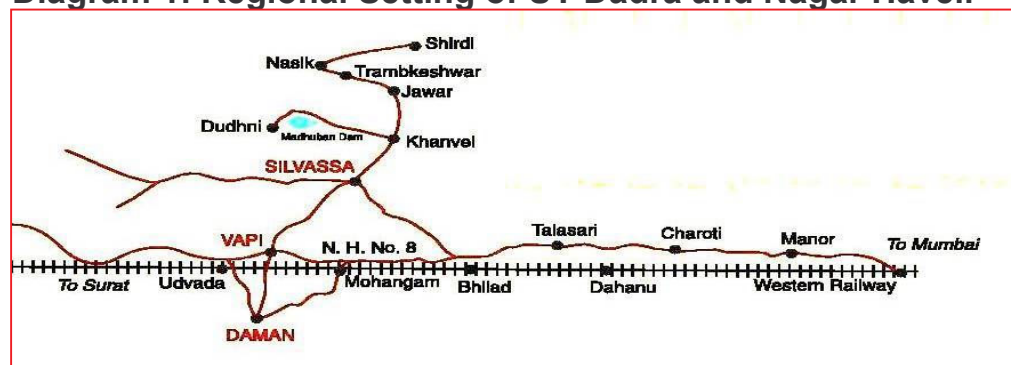 Diagram 1: Regional Setting of UT Dadra and Nagar Haveli
Shirdi
Nasik
Trambkeshwar
Jawar
Dudhni
Madhuban Dam
Khanvel
SILVASSA
VAPI
N. H. No. 8
Talasari
Charoti
Manor
To Mumbai
To Surat
Udvada
Mohangam
Bhilad
Dahanu
Western Railway
DAMAN